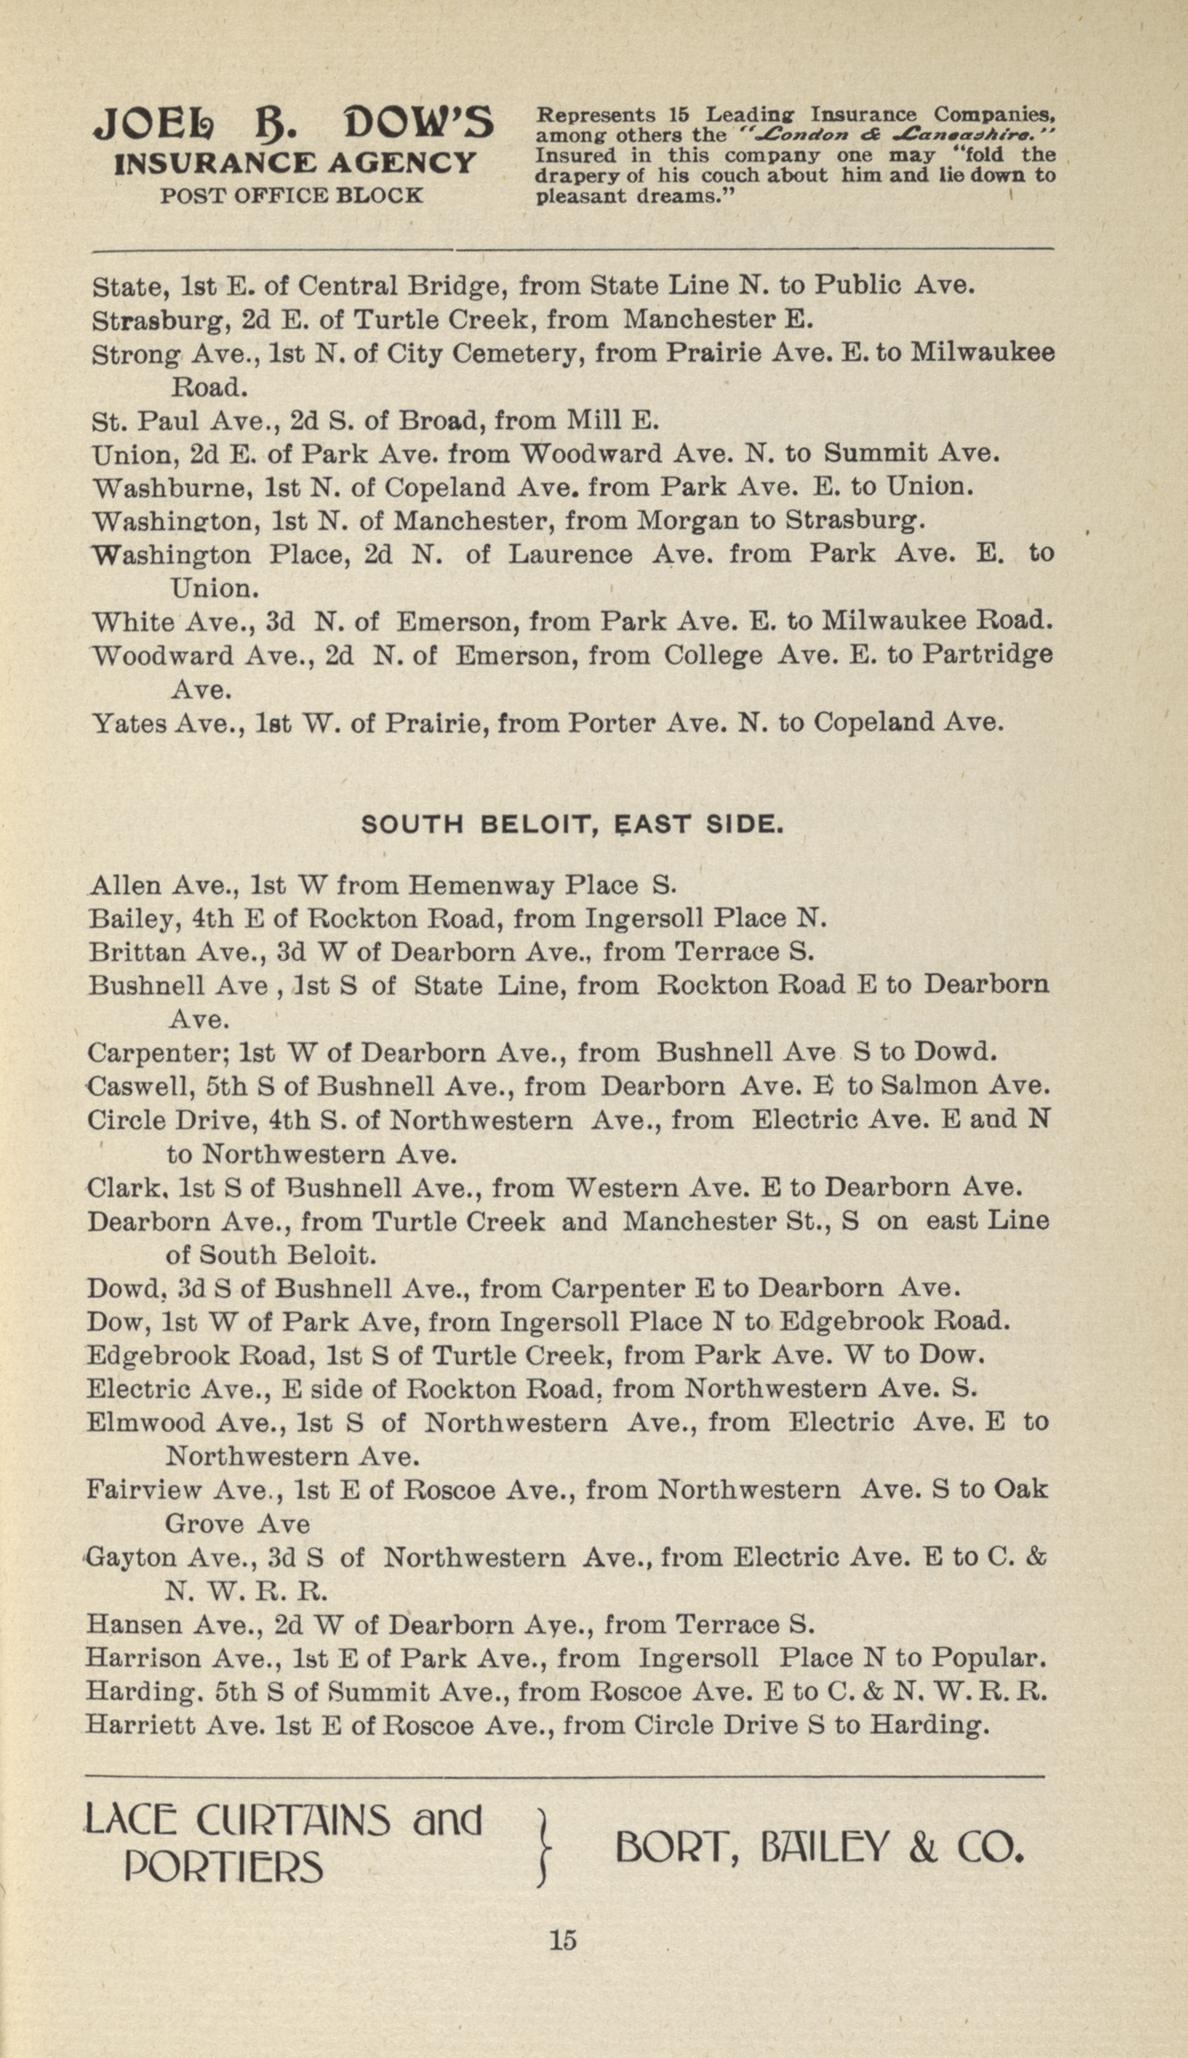 JOEL B. DOW'S
INSURANCE AGENCY
POST OFFICE BLOCK
Represents 15 Leading Insurance Companies,
among others the "London & Lancashire."
Insured in this company one may "fold the
drapery of his couch about him and lie down to
pleasant dreams."
State, 1st E. of Central Bridge, from State Line N. to Public Ave.
Strasburg, 2d E. of Turtle Creek, from Manchester E.
Strong Ave., 1st N. of City Cemetery, from Prairie Ave. E. to Milwaukee
Road.
St. Paul Ave., 2d S. of Broad, from Mill E.
Union, 2d E. of Park Ave. from Woodward Ave. N. to Summit Ave.
Washburne, 1st N. of Copeland Ave. from Park Ave. E. to Union.
Washington, 1st N. of Manchester, from Morgan to Strasburg.
Washington Place, 2d N. of Laurence Ave. from Park Ave. E. to
Union.
White Ave., 3d N. of Emerson, from Park Ave. E. to Milwaukee Road.
Woodward Ave., 2d N. of Emerson, from College Ave. E. to Partridge
Ave.
Yates Ave., 1st W. of Prairie, from Porter Ave. N. to Copeland Ave.
SOUTH BELOIT, EAST SIDE.
Allen Ave., 1st W from Hemenway Place S.
Bailey, 4th E of Rockton Road, from Ingersoll Place N.
Brittan Ave., 3d W of Dearborn Ave., from Terrace S.
Bushnell Ave , 1st S of State Line, from Rockton Road E to Dearborn
Ave.
Carpenter; 1st W of Dearborn Ave., from Bushnell Ave S to Dowd.
Caswell, 5th S of Bushnell Ave., from Dearborn Ave. E to Salmon Ave.
Circle Drive, 4th S. of Northwestern Ave., from Electric Ave. E and N
to Northwestern Ave.
Clark, 1st S of Bushnell Ave., from Western Ave. E to Dearborn Ave.
Dearborn Ave., from Turtle Creek and Manchester St., S on east Line
of South Beloit.
Dowd, 3d S of Bushnell Ave., from Carpenter E to Dearborn Ave.
Dow, 1st W of Park Ave, from Ingersoll Place N to Edgebrook Road.
Edgebrook Road, 1st S of Turtle Creek, from Park Ave. W to Dow.
Electric Ave., E side of Rockton Road, from Northwestern Ave. S.
Elmwood Ave., 1st S of Northwestern Ave., from Electric Ave. E to
Northwestern Ave.
Fairview Ave., 1st E of Roscoe Ave., from Northwestern Ave. S to Oak
Grove Ave
Gayton Ave., 3d S of Northwestern Ave., from Electric Ave. E to C. &
N. W. R. R.
Hansen Ave., 2d W of Dearborn Aye., from Terrace S.
Harrison Ave., 1st E of Park Ave., from Ingersoll Place N to Popular.
Harding. 5th S of Summit Ave., from Roscoe Ave. E to C. & N. W. R. R.
Harriett Ave. 1st E of Roscoe Ave., from Circle Drive S to Harding.
LACE CURTAINS and
PORTIERS
BORT, BAILEY & CO.
15